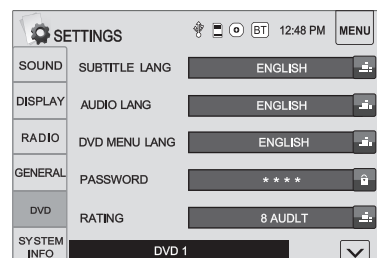 SETTINGS BT 12:48 PM MENU
SOUND SUBTITLE LANG ENGLISH
DISPLAY AUDIO LANG ENGLISH
RADIO DVD MENU LANG ENGLISH
GENERAL PASSWORD * * * *
DVD RATING 8 AUDLT
SYSTEM
INFO DVD 1